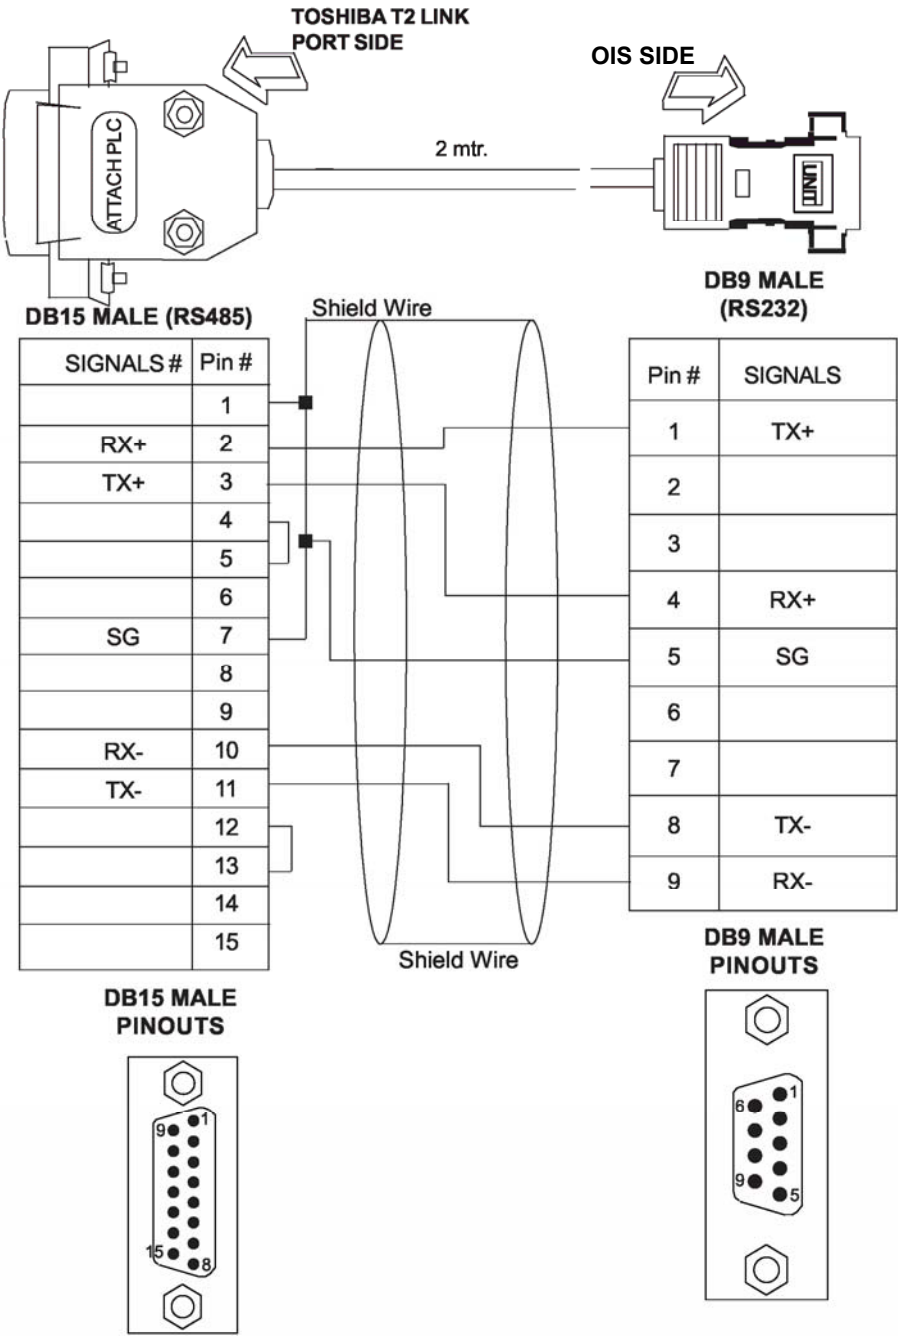 TOSHIBA T2 LINK
PORT SIDE
OIS SIDE
ATTACH PLC
2 mtr.
UNIT
DB9 MALE
(RS232)
DB15 MALE (RS485)
Shield Wire
SIGNALS # Pin #
1
RX+ 2
TX+ 3
4
5
6
SG 7
8
9
RX- 10
TX- 11
12
13
14
15
Pin # SIGNALS
1 TX+
2
3
4 RX+
5 SG
6
7
8 TX-
9 RX-
Shield Wire
DB9 MALE
PINOUTS
DB15 MALE
PINOUTS
1
9
15
8
1
6
9
5